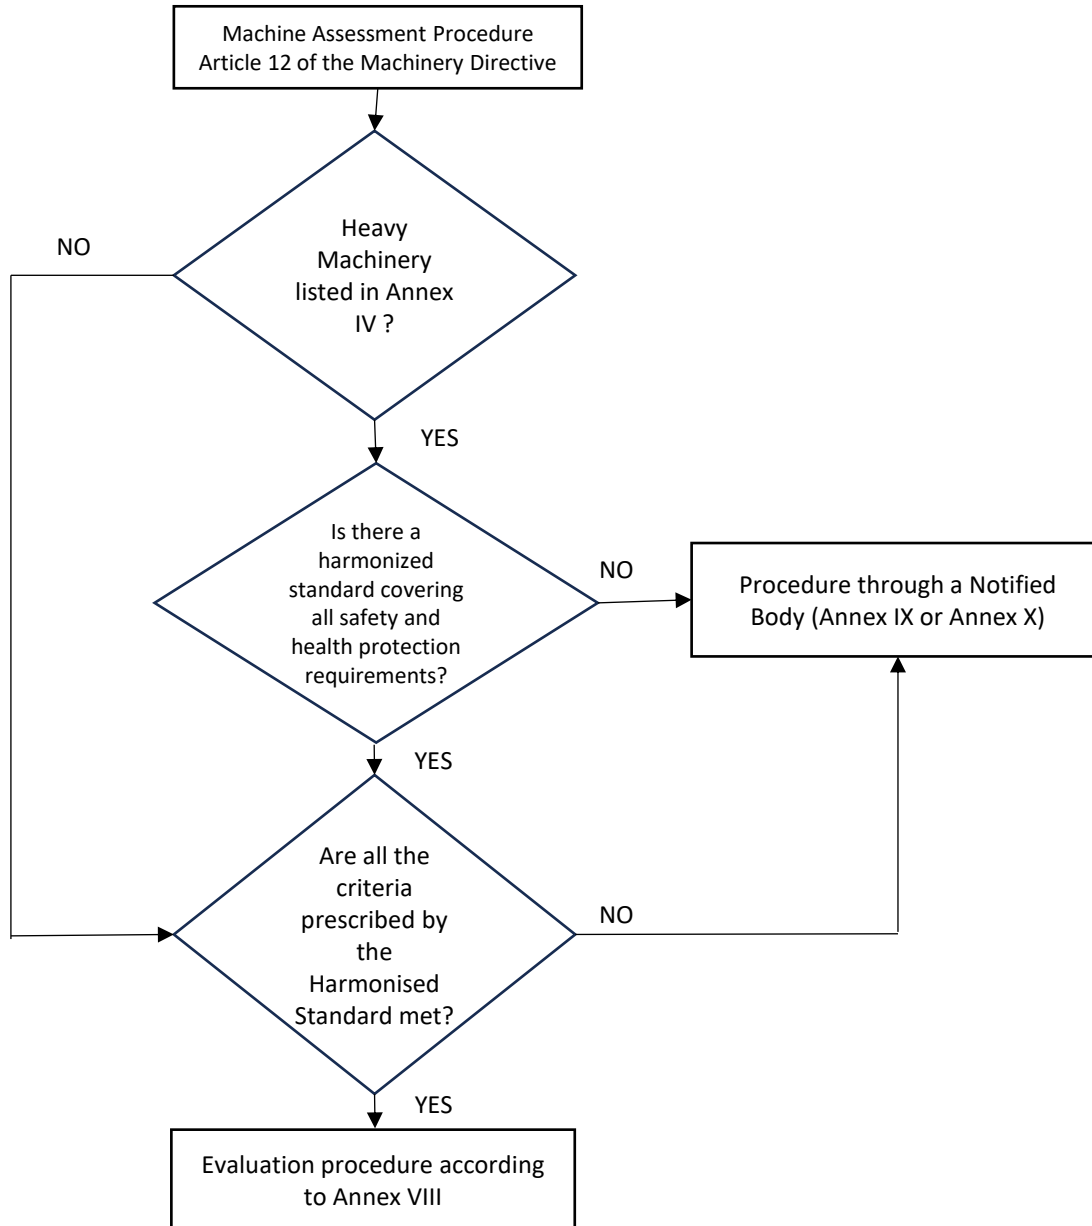 Machine Assessment Procedure
Article 12 of the Machinery Directive
Heavy
Machinery
listed in Annex
IV ?
NO
YES
Is there a
harmonized
standard covering
all safety and
health protection
requirements?
NO
Procedure through a Notified
Body (Annex IX or Annex X)
YES
Are all the
criteria
prescribed by
the
Harmonised
Standard met?
NO
YES
Evaluation procedure according
to Annex VIII